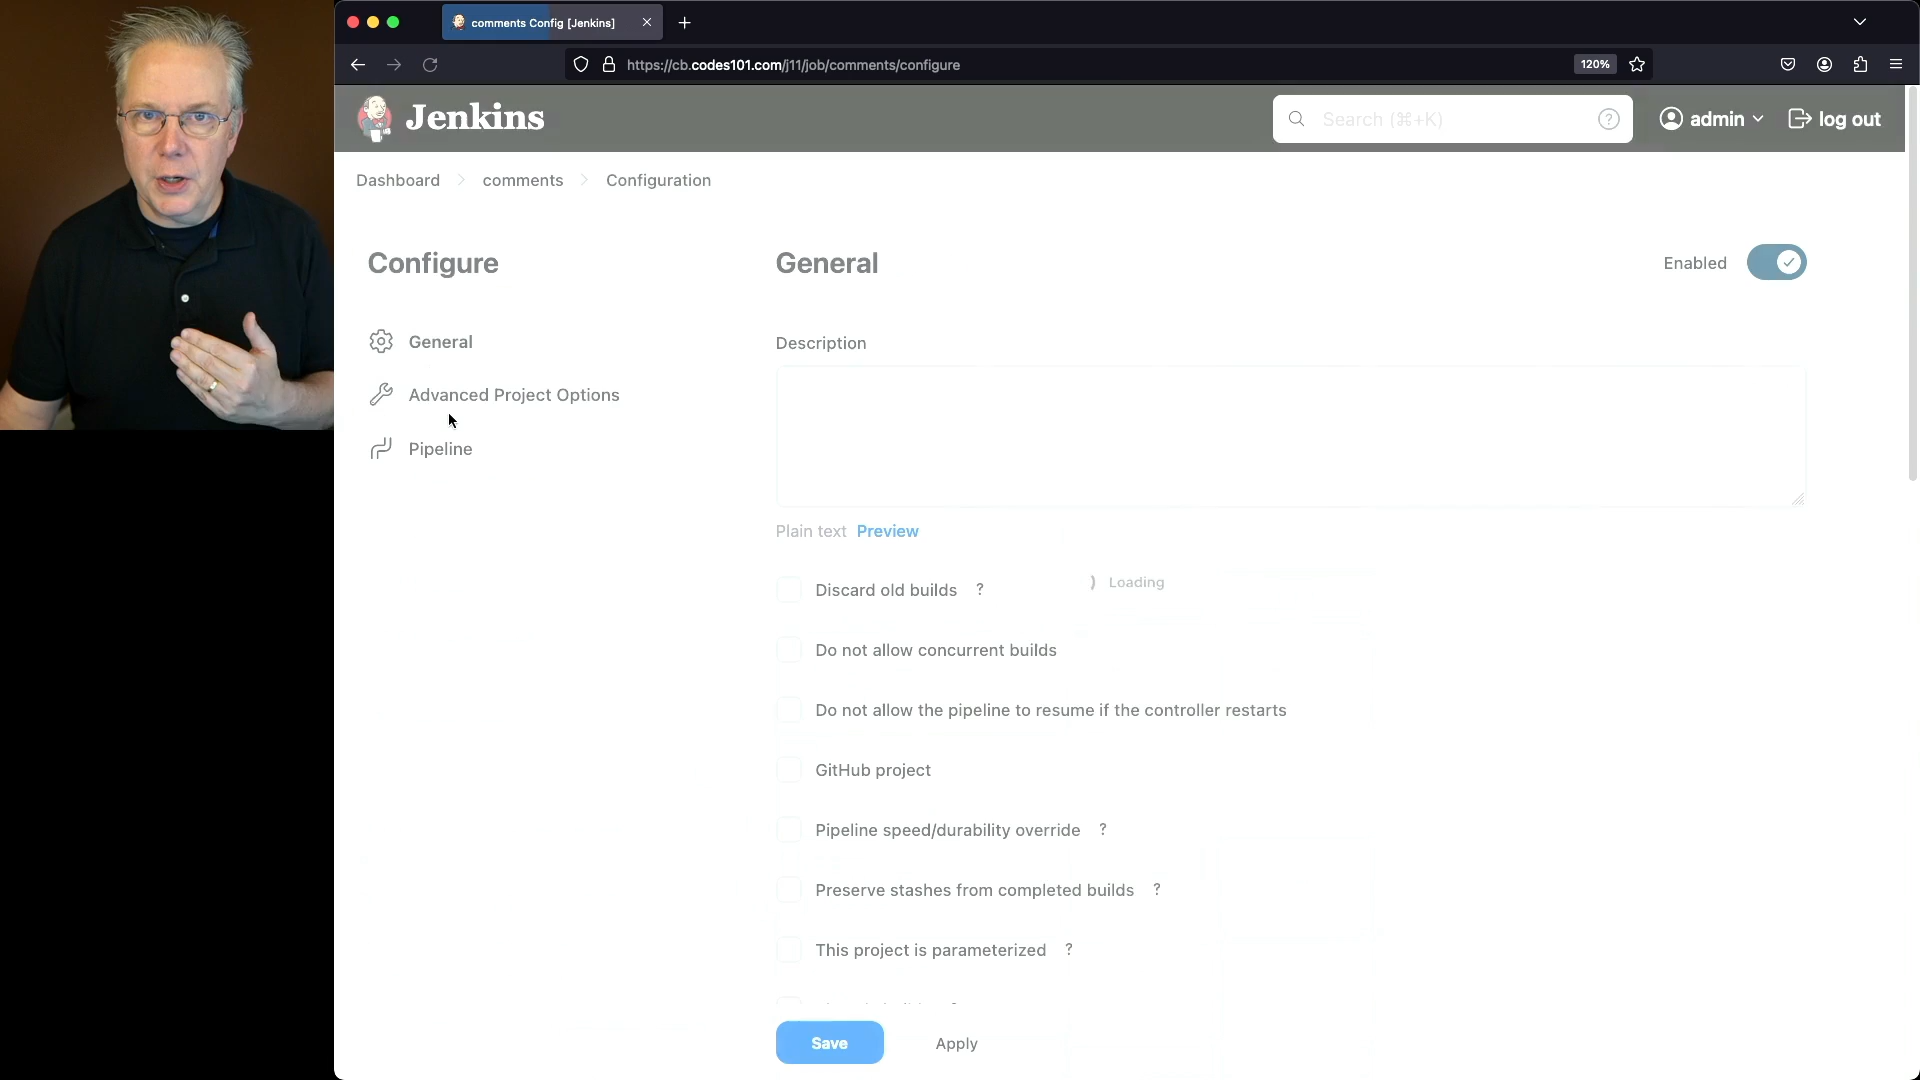 comments Config [Jenkins]
https://cb.codes101.com/j11/job/comments/configure
120%
Jenkins
Search (⌘+K)
?
admin
log out
Dashboard
comments
Configuration
Configure
General
Advanced Project Options
Pipeline
General
Enabled
Description
Plain text Preview
Loading
Discard old builds ?
Do not allow concurrent builds
Do not allow the pipeline to resume if the controller restarts
GitHub project
Pipeline speed/durability override ?
Preserve stashes from completed builds ?
This project is parameterized ?
Save
Apply